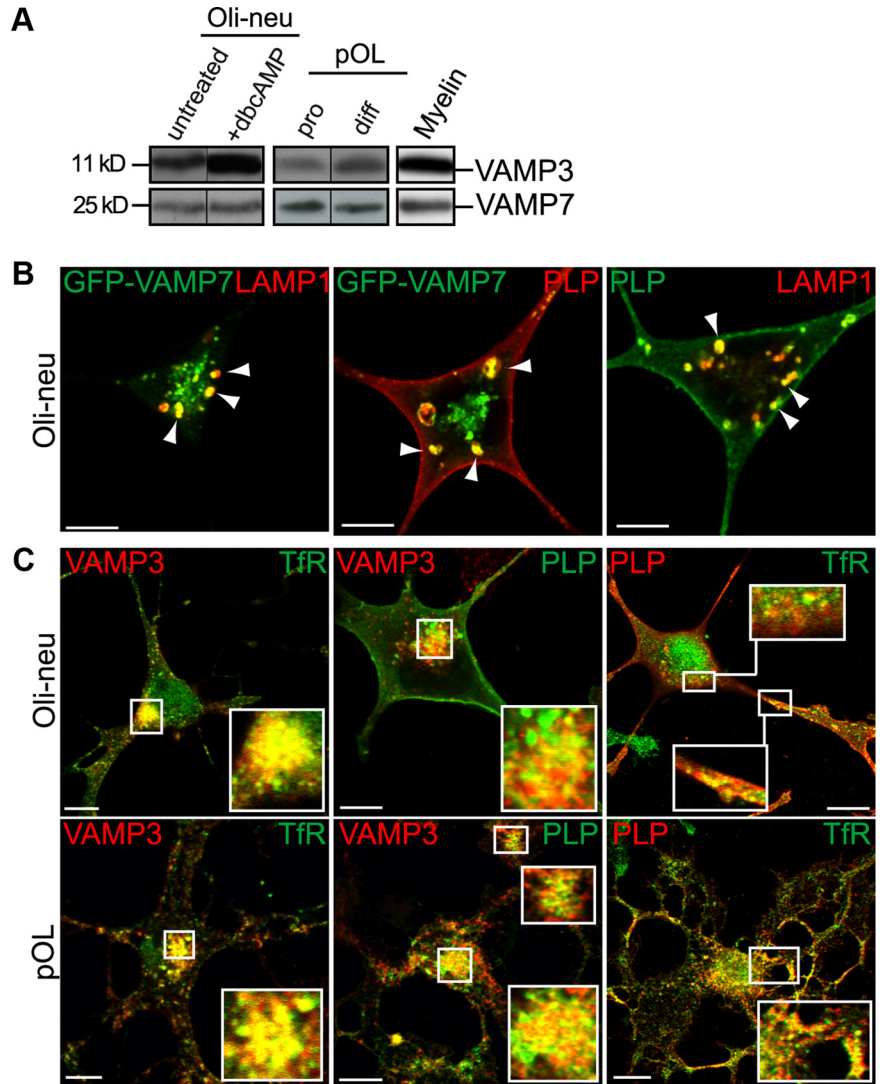 A
Oli-neu
pOL
untreated
+dbcAMP
pro
diff
Myelin
11 kD
VAMP3
25 kD
VAMP7
B
Oli-neu
GFP-VAMP7 LAMP1
GFP-VAMP7 PLP
PLP LAMP1
C
Oli-neu
VAMP3 TfR
VAMP3 PLP
PLP TfR
pOL
VAMP3 TfR
VAMP3 PLP
PLP TfR